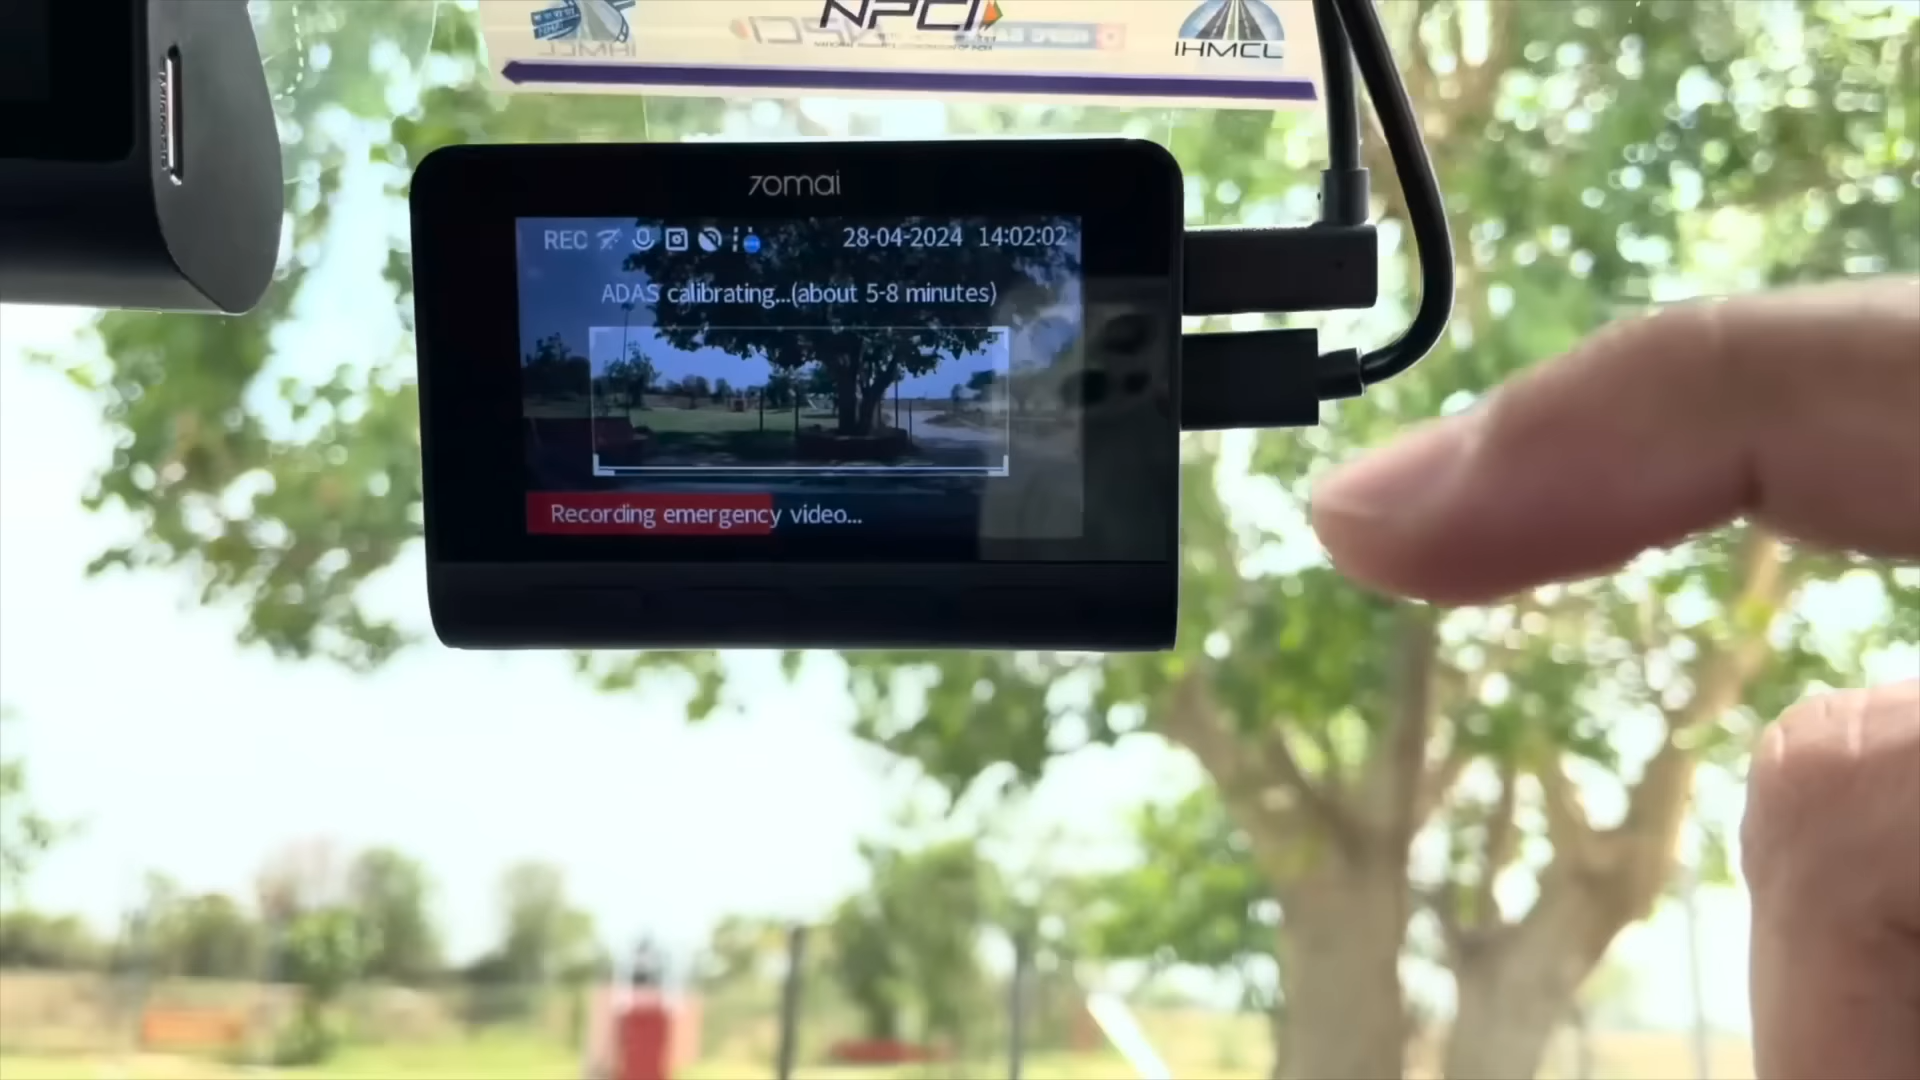 NPCI
IHMCL
IHMCL
70mai
REC
28-04-2024 14:02:02
ADAS calibrating...(about 5-8 minutes)
Recording emergency video...